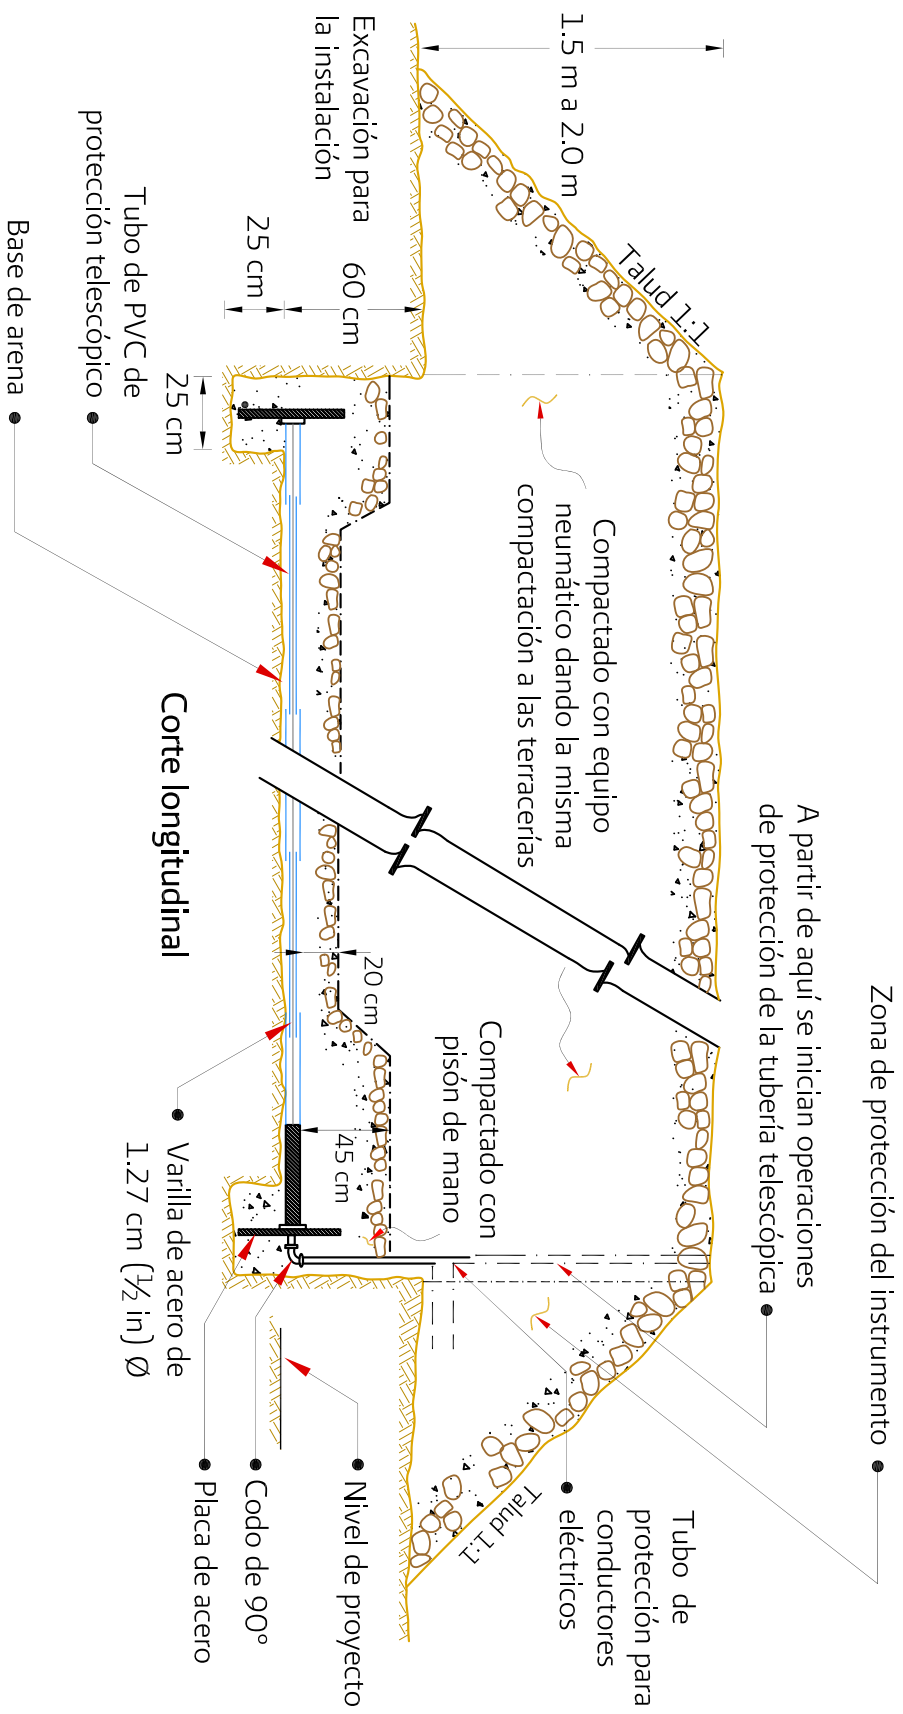 Zona de protección del instrumento
A partir de aquí se inician operaciones
de protección de la tubería telescópica
Tubo de
protección para
conductores
eléctricos
1.5 m a 2.0 m
Talud 1:1
Talud 1:1
Compactado con equipo
neumático dando la misma
compactación a las terracerías
Compactado con
pisón de mano
Excavación para
la instalación
60 cm
25 cm
25 cm
20 cm
45 cm
Nivel de proyecto
Codo de 90°
Placa de acero
Tubo de PVC de
protección telescópico
Base de arena
Varilla de acero de
1.27 cm (½ in) Ø
Corte longitudinal